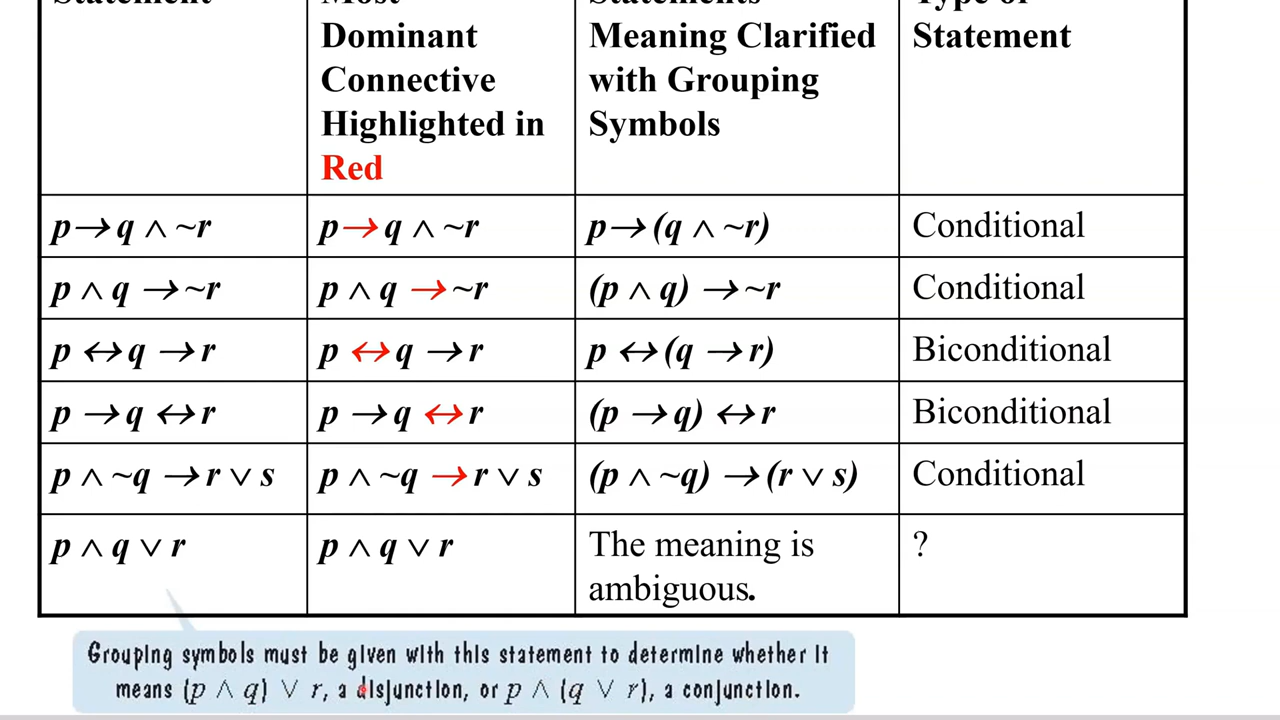 Dominant
Connective
Highlighted in
Red
Meaning Clarified
with Grouping
Symbols
Statement
p→q ∧ ~r
p→q ∧ ~r
p→(q ∧ ~r)
Conditional
p ∧ q →~r
p ∧ q →~r
(p ∧ q) →~r
Conditional
p ↔q →r
p ↔q →r
p ↔(q →r)
Biconditional
p →q ↔r
p →q ↔r
(p →q) ↔r
Biconditional
p ∧ ~q →r ∨ s
p ∧ ~q →r ∨ s
(p ∧ ~q) →(r ∨ s)
Conditional
p ∧ q ∨ r
p ∧ q ∨ r
The meaning is
ambiguous.
?
Grouping symbols must be given with this statement to determine whether it
means (p ∧ q) ∨ r, a disjunction, or p ∧ (q ∨ r), a conjunction.